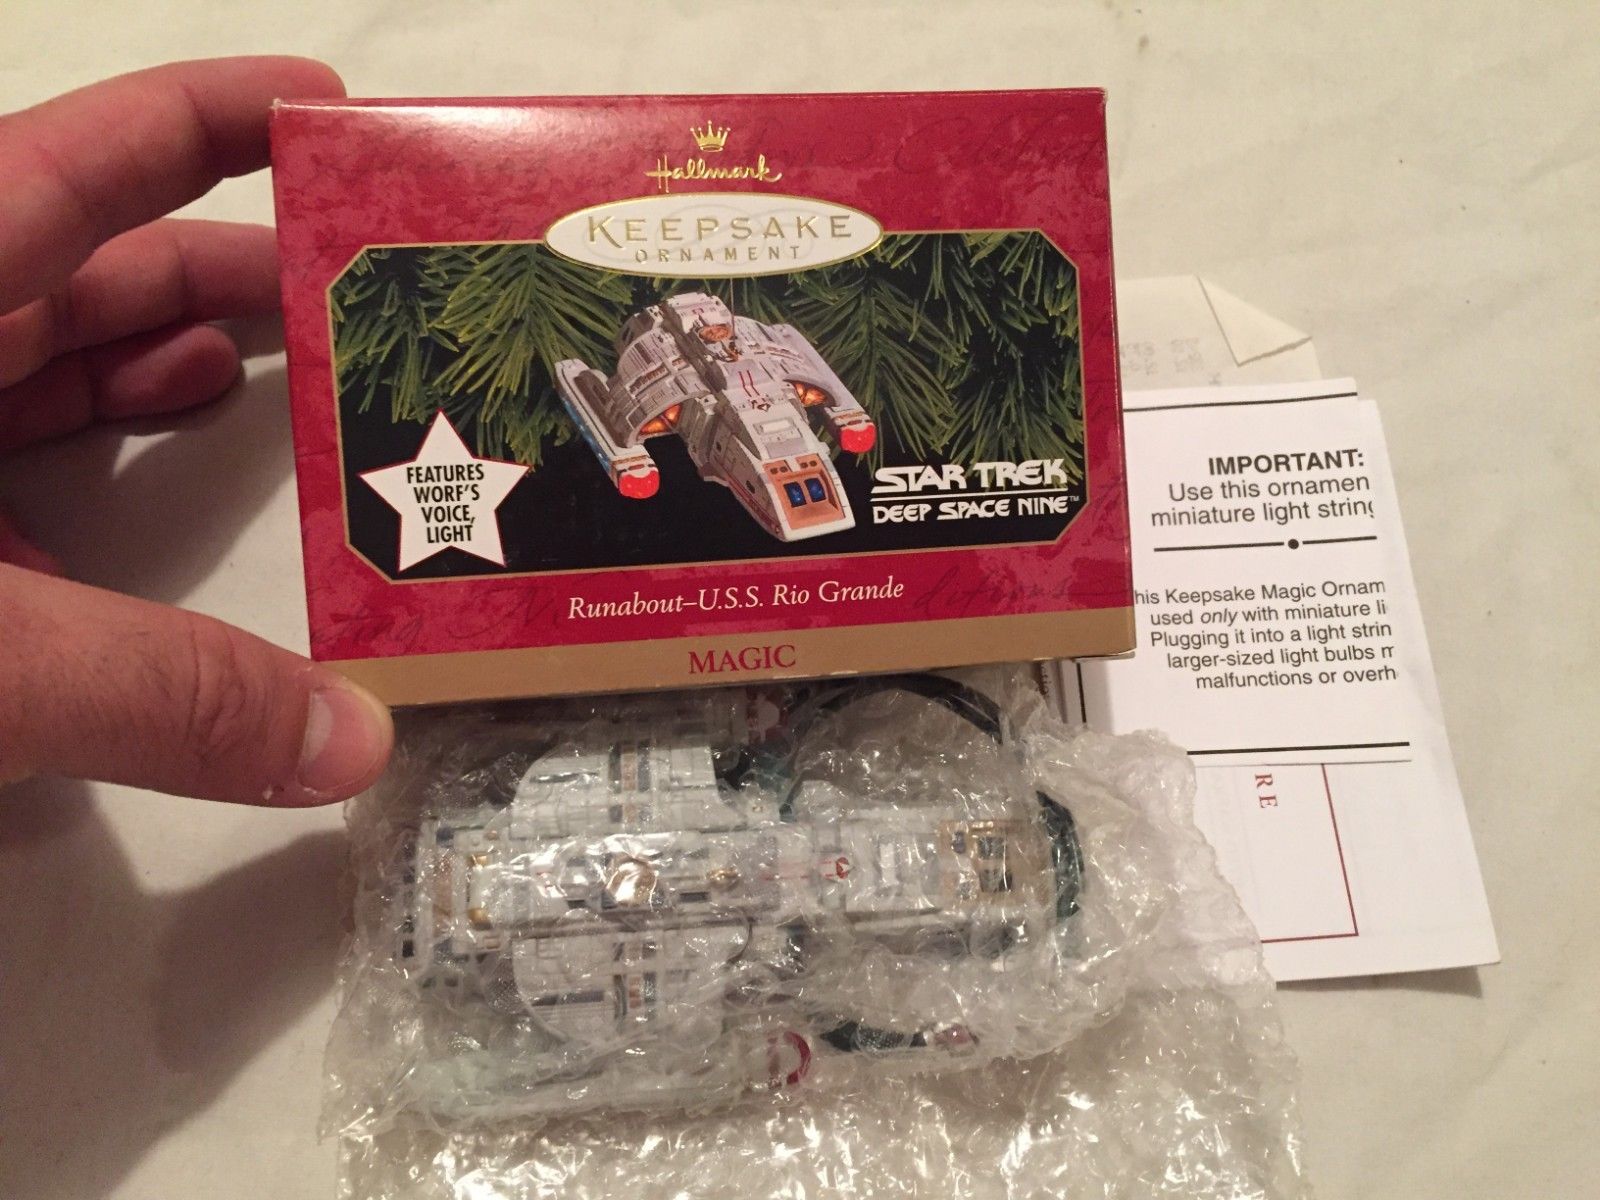 Hallmark
KEEPSAKE
ORNAMENT
FEATURES
WORF'S
VOICE,
LIGHT
STAR TREK
DEEP SPACE NINE™
Runabout–U.S.S. Rio Grande
MAGIC
IMPORTANT:
Use this ornamen
miniature light string
his Keepsake Magic Ornam
used only with miniature li
Plugging it into a light strin
larger-sized light bulbs m
malfunctions or overh
RE